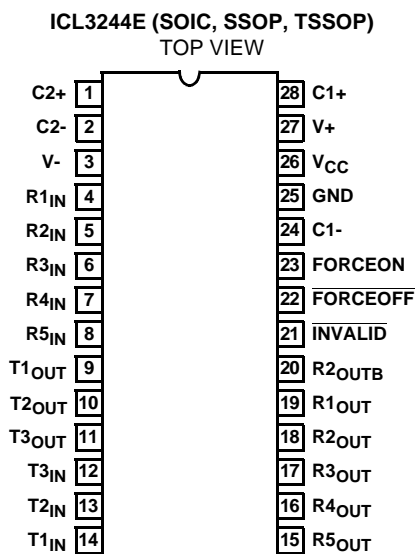 ICL3244E (SOIC, SSOP, TSSOP)
TOP VIEW
C2+ 1 28 C1+
C2- 2 27 V+
V- 3 26 VCC
R1IN 4 25 GND
R2IN 5 24 C1-
R3IN 6 23 FORCEON
R4IN 7 22 FORCEOFF
R5IN 8 21 INVALID
T1OUT 9 20 R2OUTB
T2OUT 10 19 R1OUT
T3OUT 11 18 R2OUT
T3IN 12 17 R3OUT
T2IN 13 16 R4OUT
T1IN 14 15 R5OUT